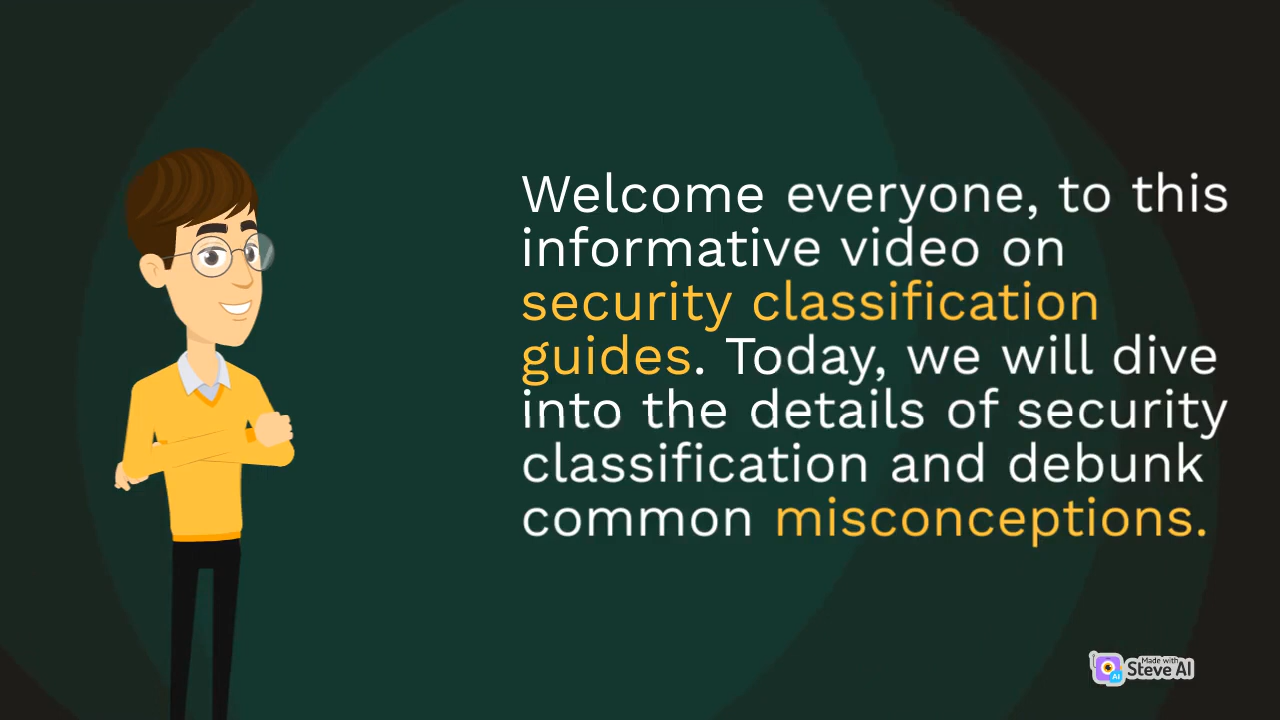 Welcome everyone, to this
informative video on
security classification
guides. Today, we will dive
into the details of security
classification and debunk
common misconceptions.
Made with
Steve AI
AI